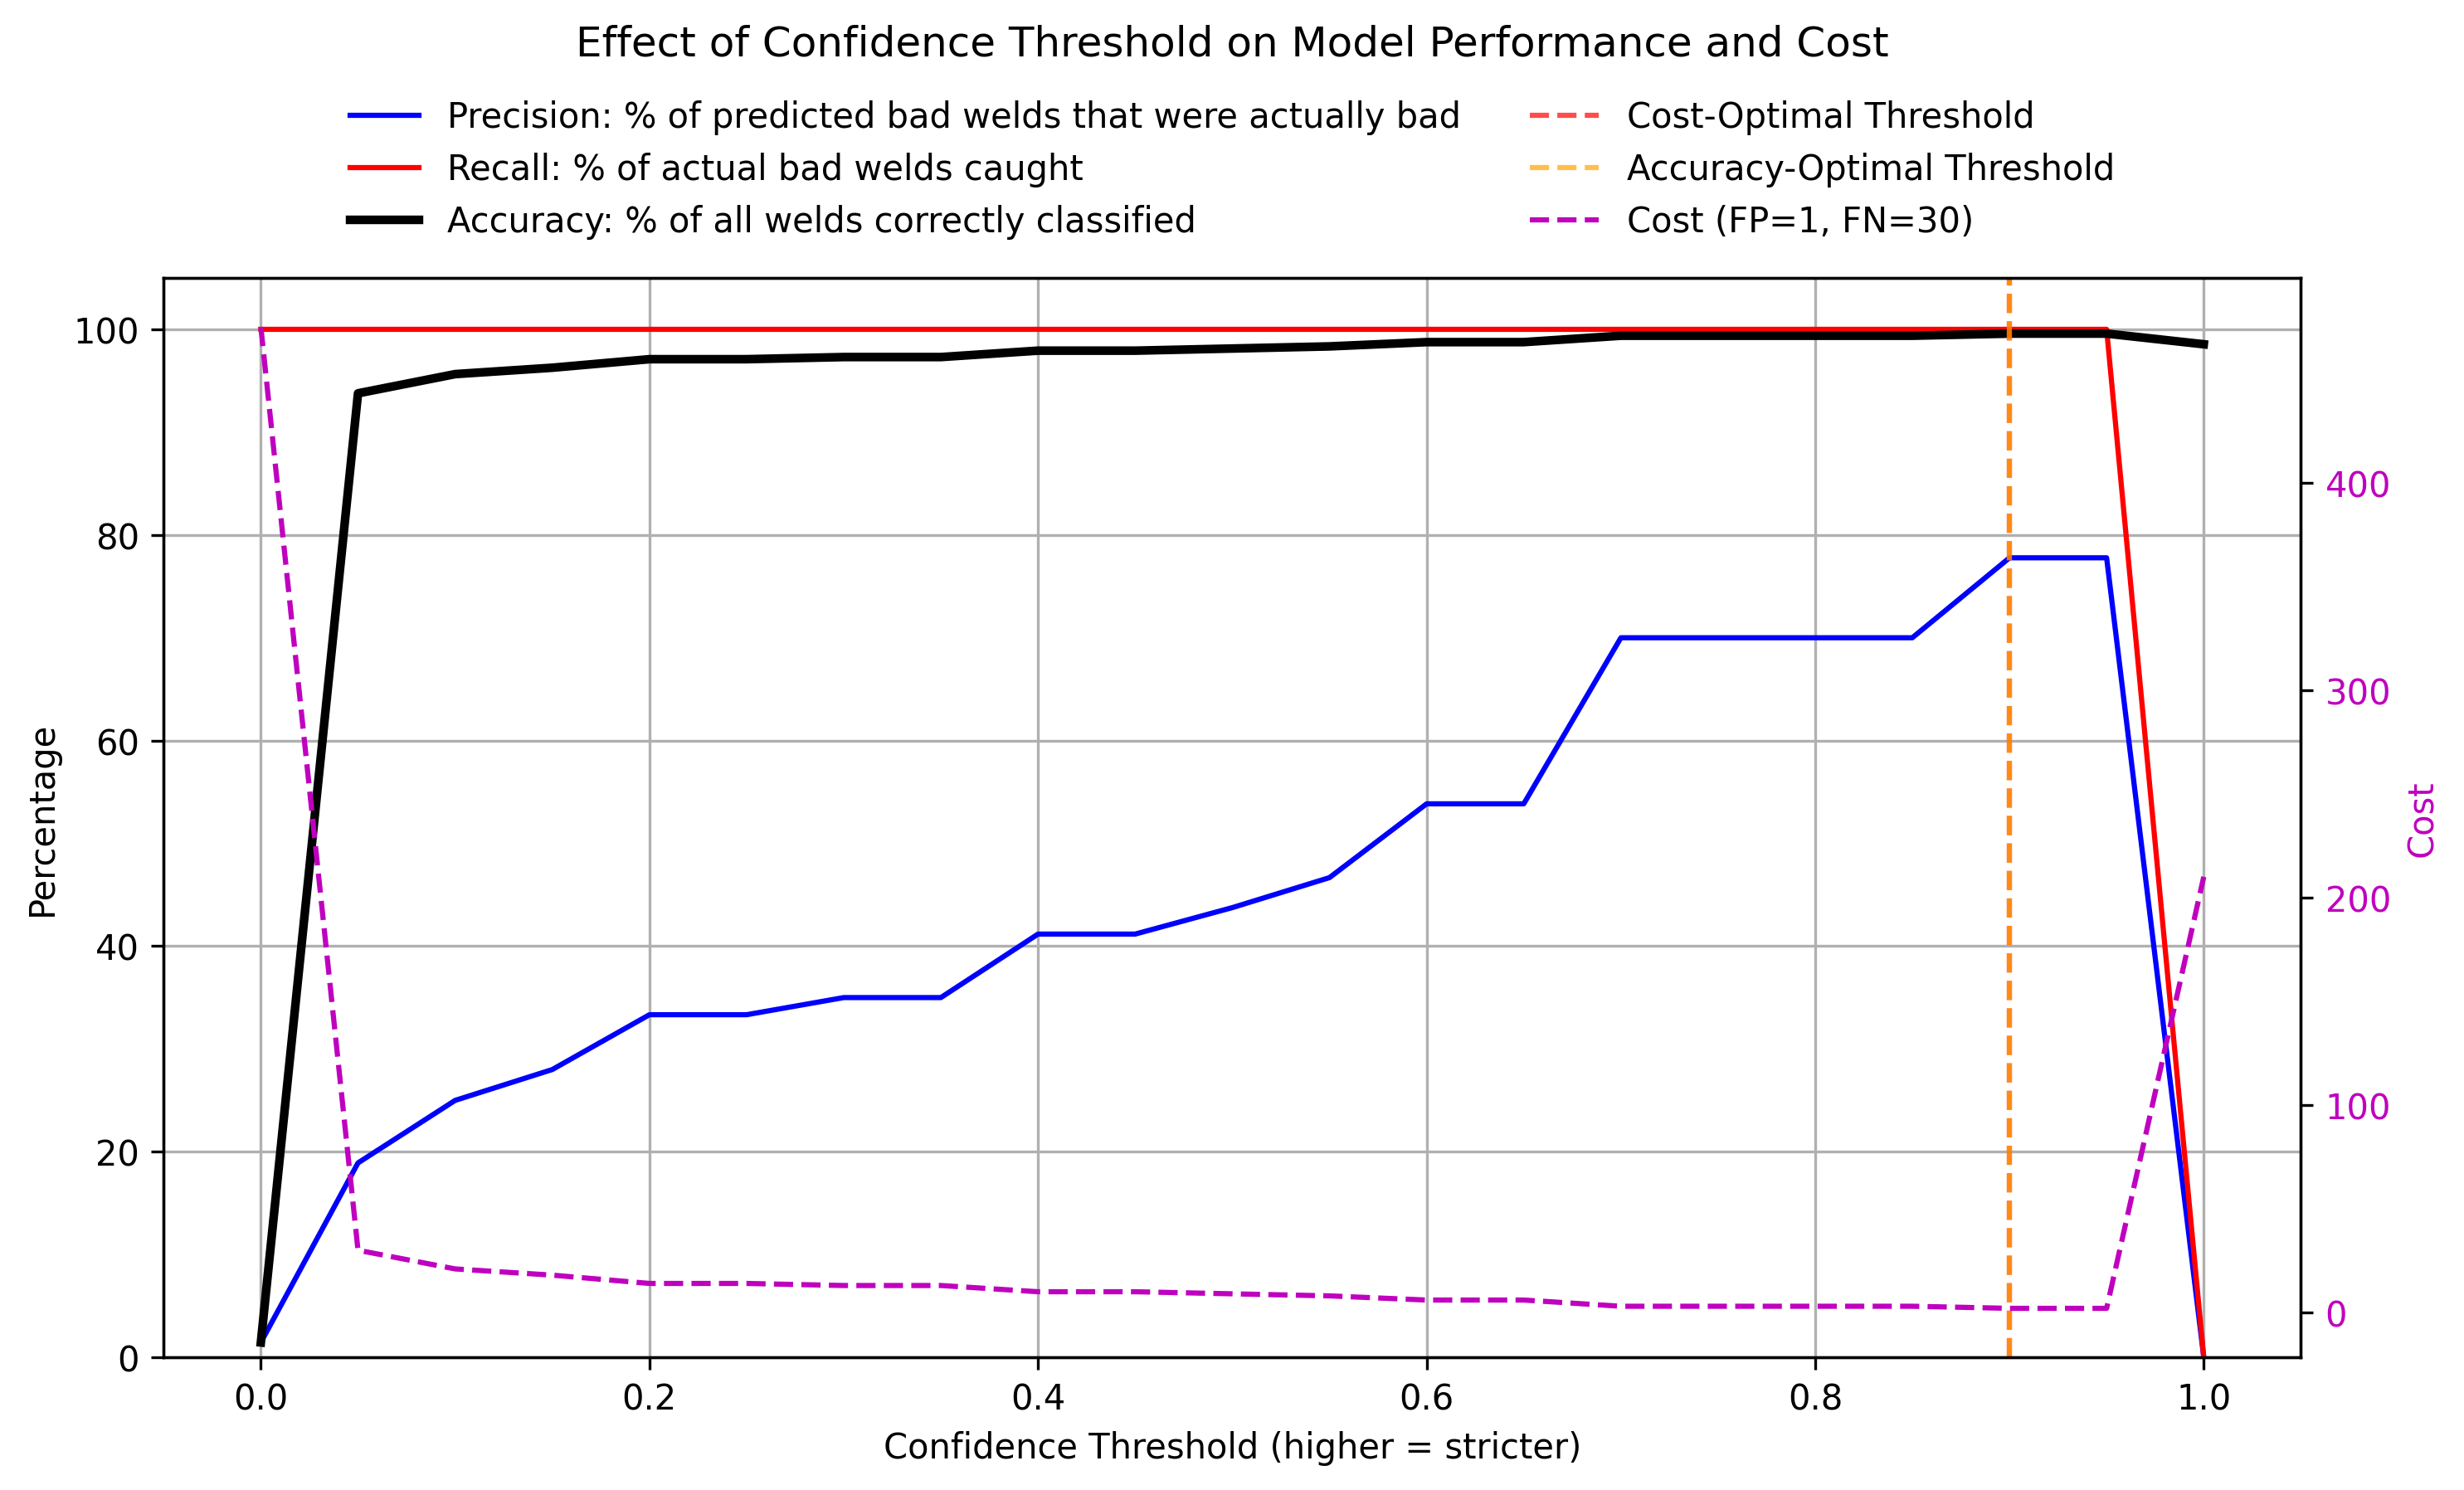 Effect of Confidence Threshold on Model Performance and Cost
Precision: % of predicted bad welds that were actually bad
Recall: % of actual bad welds caught
Accuracy: % of all welds correctly classified
Cost-Optimal Threshold
Accuracy-Optimal Threshold
Cost (FP=1, FN=30)
Percentage
100
80
60
40
20
0
400
300
200
100
0
Cost
0.0 0.2 0.4 0.6 0.8 1.0
Confidence Threshold (higher = stricter)